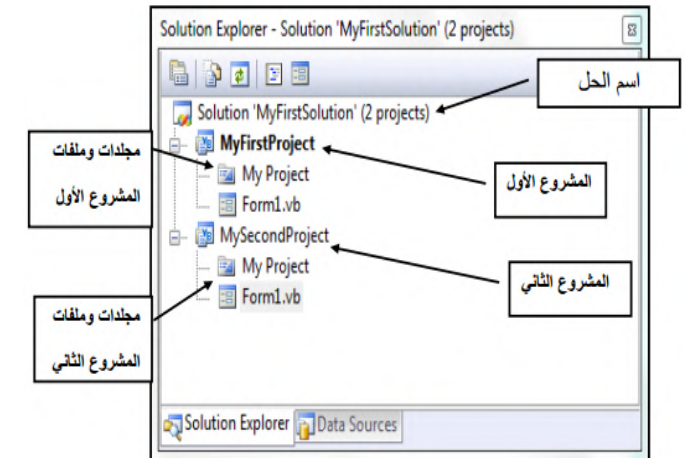 Solution Explorer - Solution 'MyFirstSolution' (2 projects)
اسم الحل
Solution 'MyFirstSolution' (2 projects)
MyFirstProject
مجلدات وملفات
المشروع الأول
My Project
المشروع الأول
Form1.vb
MySecondProject
My Project
المشروع الثاني
Form1.vb
مجلدات وملفات
المشروع الثاني
Solution Explorer
Data Sources